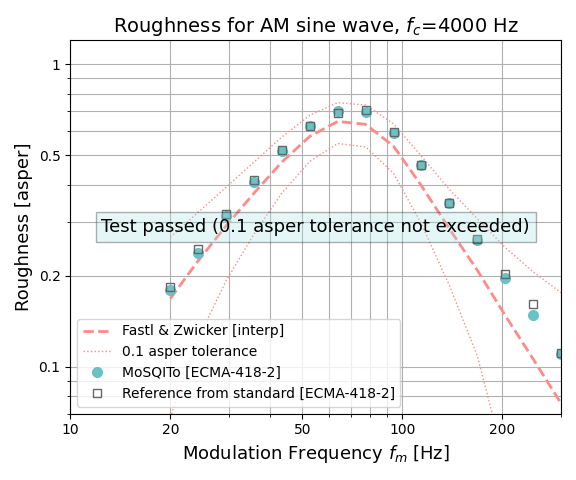 Roughness for AM sine wave, f_c=4000 Hz
Roughness [asper]
1
0.5
0.2
0.1
Test passed (0.1 asper tolerance not exceeded)
Fastl & Zwicker [interp]
0.1 asper tolerance
MoSQITo [ECMA-418-2]
Reference from standard [ECMA-418-2]
10 20 50 100 200
Modulation Frequency f_m [Hz]